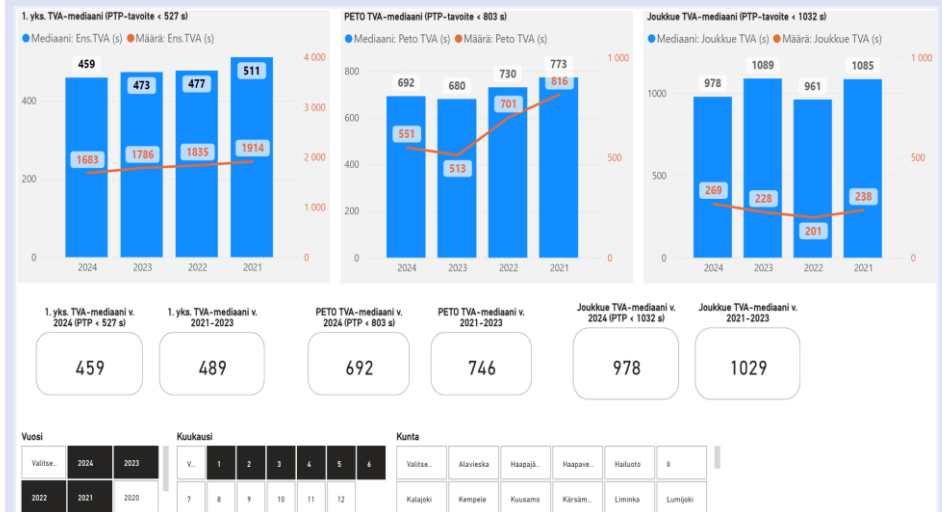 1. yks. TVA-mediaani (PTP-tavoite < 527 s)
Mediaani: Ens.TVA (s) Määrä: Ens.TVA (s)
459
473
477
511
4 000
3 000
2 000
1 000
0
400
200
0
1683
1786
1835
1914
2024 2023 2022 2021
PETO TVA-mediaani (PTP-tavoite < 803 s)
Mediaani: Peto TVA (s) Määrä: Peto TVA (s)
692
680
730
773
816
701
551
513
800
600
400
200
0
1 000
500
0
2024 2023 2022 2021
Joukkue TVA-mediaani (PTP-tavoite < 1032 s)
Mediaani: Joukkue TVA (s) Määrä: Joukkue TVA (s)
978
1089
961
1085
1000
500
0
1 000
500
0
269
228
201
238
2024 2023 2022 2021
1. yks. TVA-mediaani v.
2024 (PTP < 527 s)
459
1. yks. TVA-mediaani v.
2021-2023
489
PETO TVA-mediaani v.
2024 (PTP < 803 s)
692
PETO TVA-mediaani v.
2021-2023
746
Joukkue TVA-mediaani v.
2024 (PTP < 1032 s)
978
Joukkue TVA-mediaani v.
2021-2023
1029
Vuosi
Valitse.. 2024 2023
2022 2021 2020
Kuukausi
V... 1 2 3 4 5 6
7 8 9 10 11 12
Kunta
Valitse.. Alavieska Haapajä.. Haapave.. Hailuoto Ii
Kalajoki Kempele Kuusamo Kärsäm.. Liminka Lumijoki